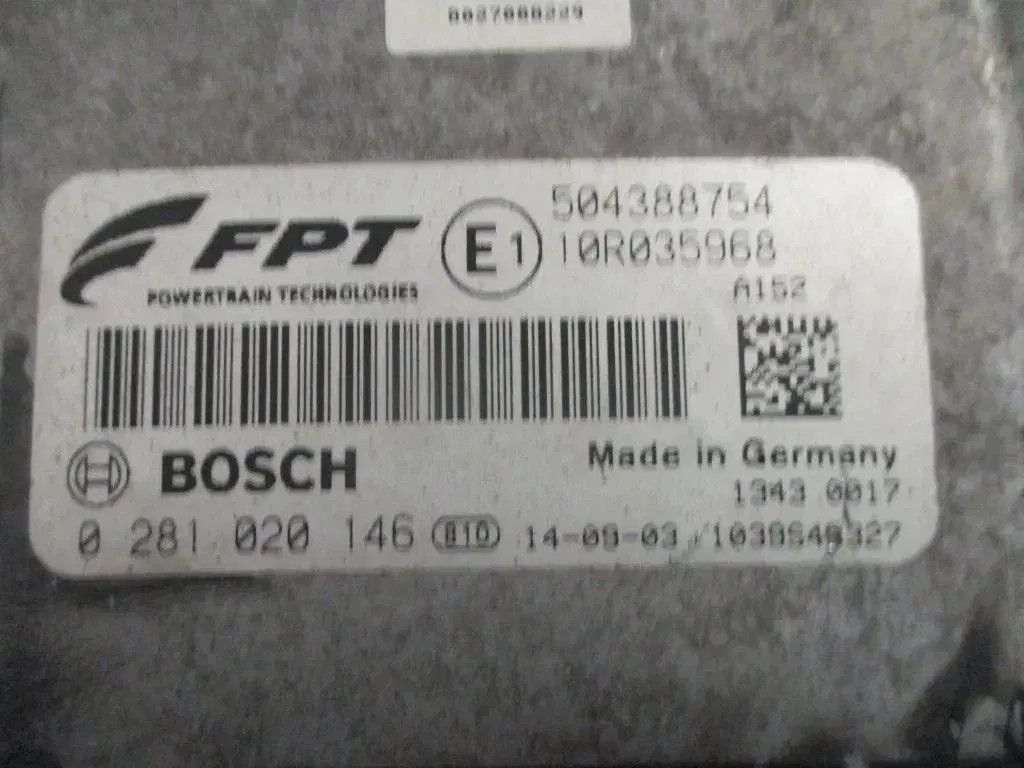 FPT
POWERTRAIN TECHNOLOGIES
E1
504388754
10R035968
A152
BOSCH
Made in Germany
1343 0017
0 281 020 146 810 14-09-03